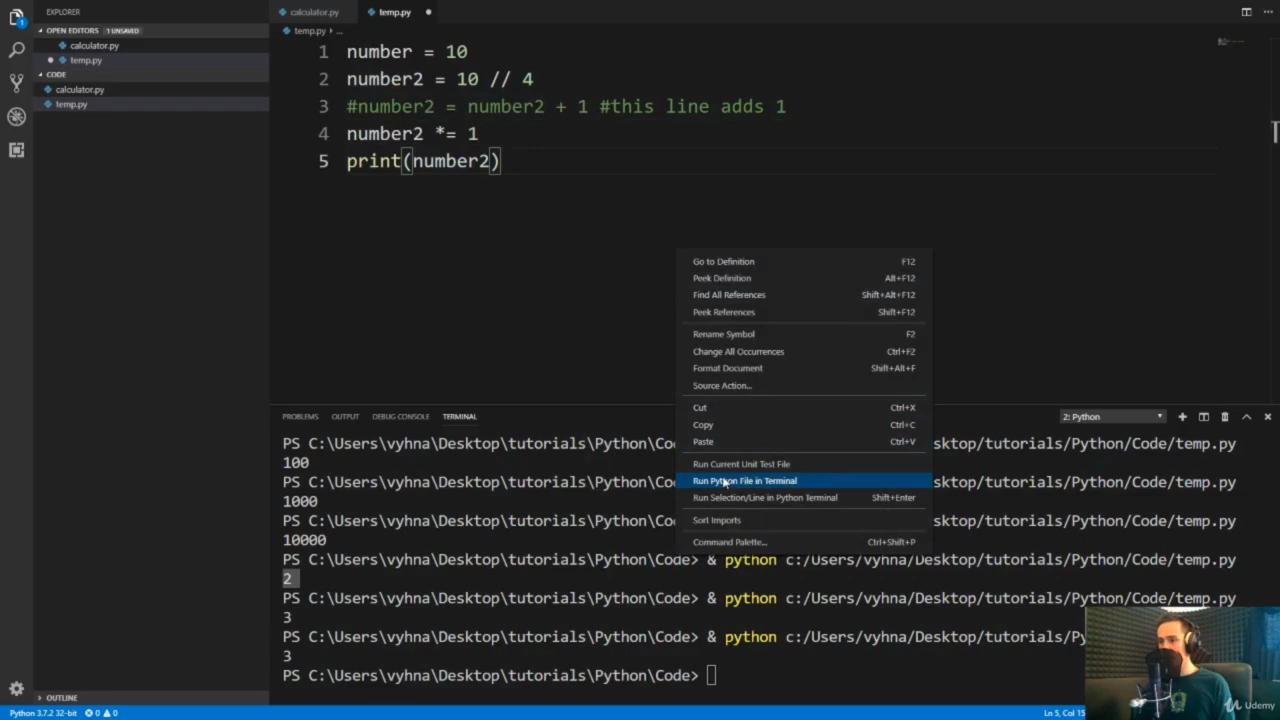 EXPLORER
OPEN EDITORS 1 UNSAVED
calculator.py
temp.py
CODE
calculator.py
temp.py
OUTLINE
calculator.py temp.py
temp.py › ...
1 number = 10
2 number2 = 10 // 4
3 #number2 = number2 + 1 #this line adds 1
4 number2 *= 1
5 print(number2)
Go to Definition F12
Peek Definition Alt+F12
Find All References Shift+Alt+F12
Peek References Shift+F12
Rename Symbol F2
Change All Occurrences Ctrl+F2
Format Document Shift+Alt+F
Source Action...
Cut Ctrl+X
Copy Ctrl+C
Paste Ctrl+V
Run Current Unit Test File
Run Python File in Terminal
Run Selection/Line in Python Terminal Shift+Enter
Sort Imports
Command Palette... Ctrl+Shift+P
PROBLEMS OUTPUT DEBUG CONSOLE TERMINAL 2: Python
PS C:\Users\vyhna\Desktop\tutorials\Python\Code sktop/tutorials/Python/Code/temp.py
100
PS C:\Users\vyhna\Desktop\tutorials\Python\Code sktop/tutorials/Python/Code/temp.py
1000
PS C:\Users\vyhna\Desktop\tutorials\Python\Code sktop/tutorials/Python/Code/temp.py
10000
PS C:\Users\vyhna\Desktop\tutorials\Python\Code> & python c:/Users/vyhna/Desktop/tutorials/Python/Code/temp.py
2
PS C:\Users\vyhna\Desktop\tutorials\Python\Code> & python c:/Users/vyhna/Desktop/tutorials/Python/Code/temp.py
3
PS C:\Users\vyhna\Desktop\tutorials\Python\Code> & python c:/Users/vyhna/Desktop/tutorials/Py
3
PS C:\Users\vyhna\Desktop\tutorials\Python\Code>
Python 3.7.2 32-bit 0 0 Ln 5, Col 15
Udemy